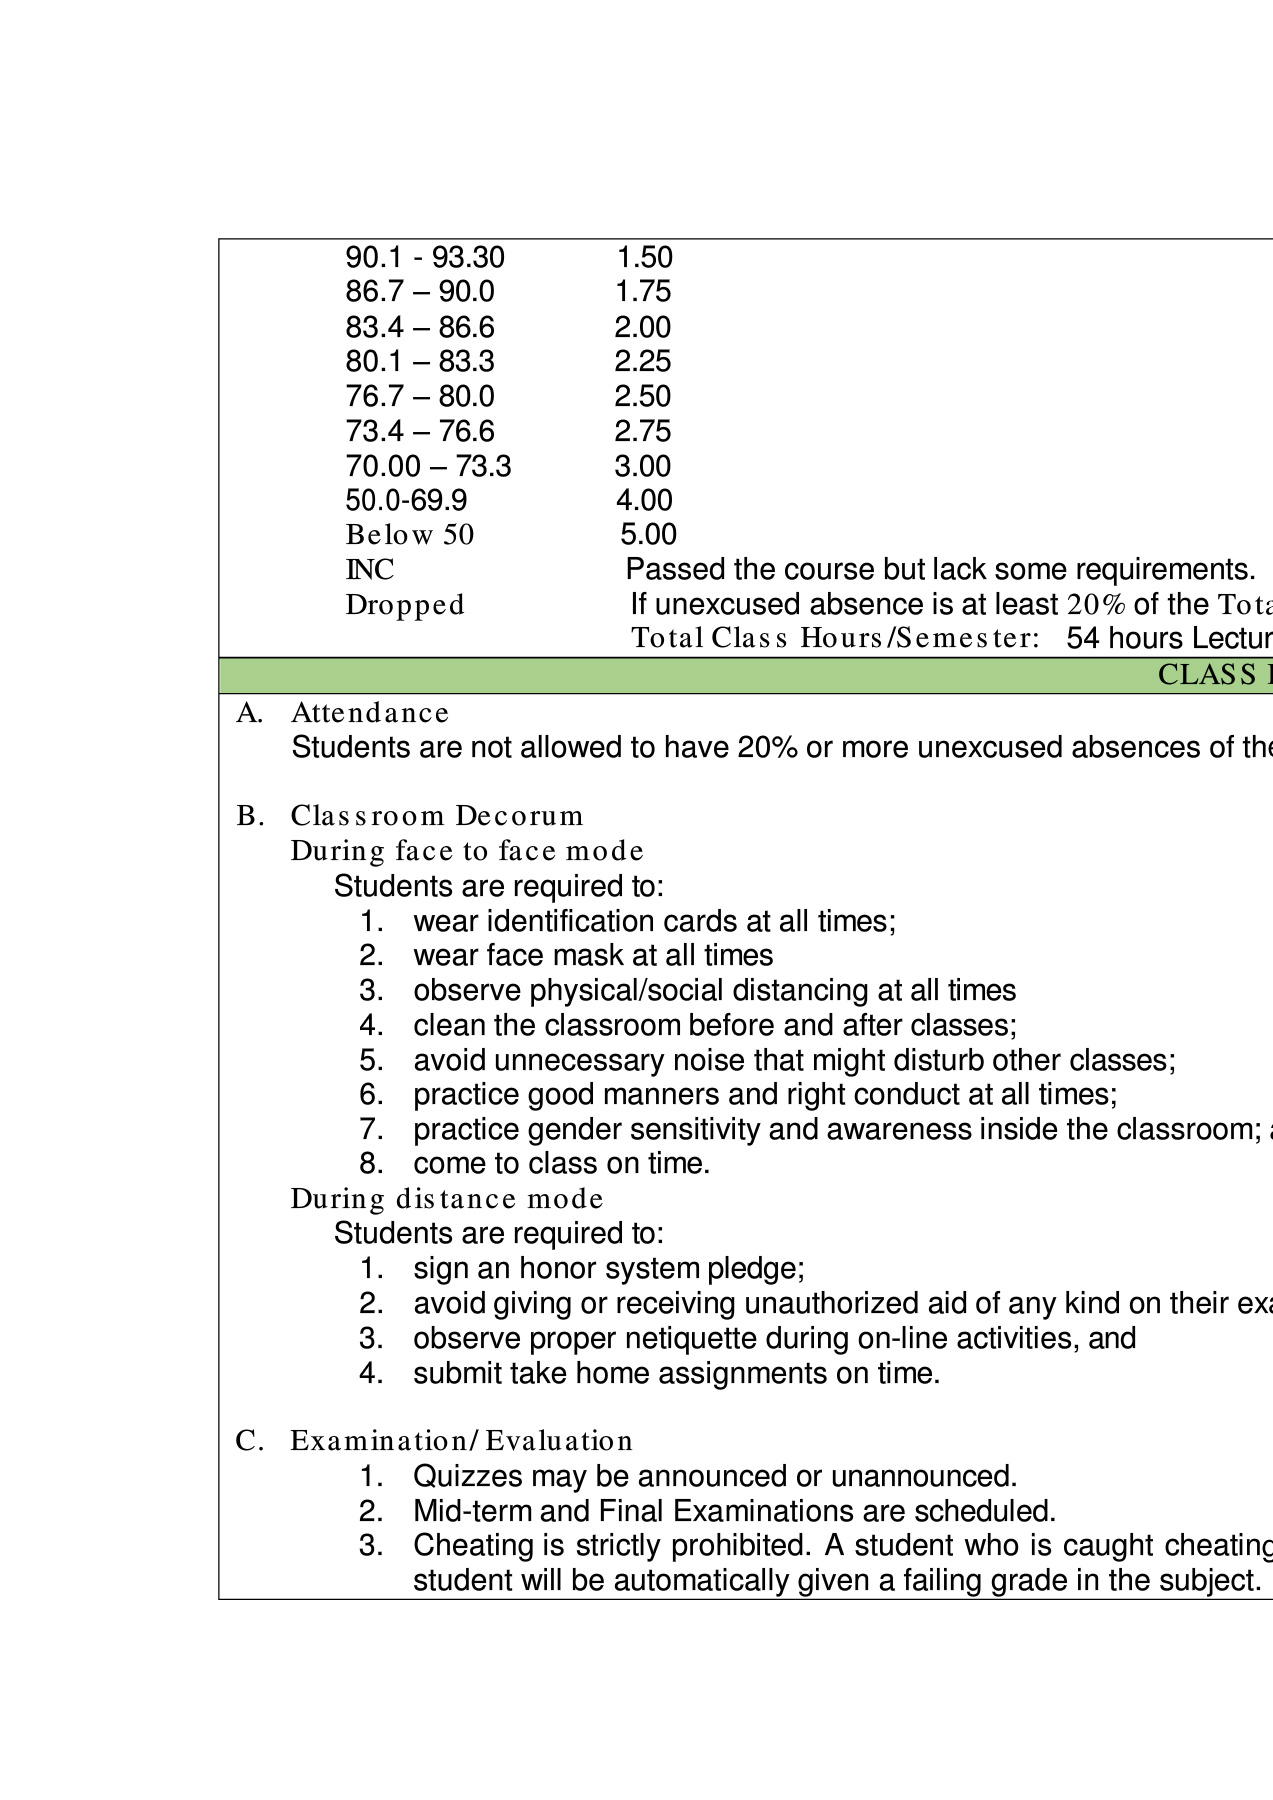 90.1 - 93.30 1.50
86.7 – 90.0 1.75
83.4 – 86.6 2.00
80.1 – 83.3 2.25
76.7 – 80.0 2.50
73.4 – 76.6 2.75
70.00 – 73.3 3.00
50.0-69.9 4.00
Below 50 5.00
INC Passed the course but lack some requirements.
Dropped If unexcused absence is at least 20% of the
Total Class Hours/Semester: 54 hours
CLASS
A. Attendance
Students are not allowed to have 20% or more unexcused absences of
B. Classroom Decorum
During face to face mode
Students are required to:
1. wear identification cards at all times;
2. wear face mask at all times
3. observe physical/social distancing at all times
4. clean the classroom before and after classes;
5. avoid unnecessary noise that might disturb other classes;
6. practice good manners and right conduct at all times;
7. practice gender sensitivity and awareness inside the classroom;
8. come to class on time.
During distance mode
Students are required to:
1. sign an honor system pledge;
2. avoid giving or receiving unauthorized aid of any kind on their
3. observe proper netiquette during on-line activities, and
4. submit take home assignments on time.
C. Examination/ Evaluation
1. Quizzes may be announced or unannounced.
2. Mid-term and Final Examinations are scheduled.
3. Cheating is strictly prohibited. A student who is caught cheating
student will be automatically given a failing grade in the subject.